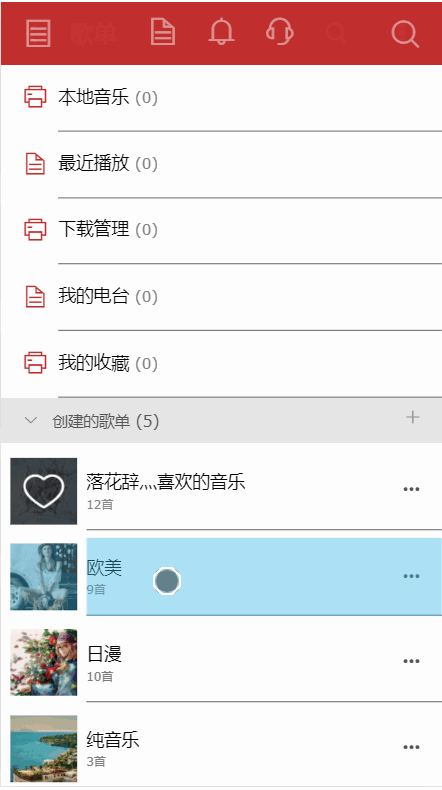 歌单
本地音乐 (0)
最近播放 (0)
下载管理 (0)
我的电台 (0)
我的收藏 (0)
创建的歌单 (5)
落花辞灬喜欢的音乐
12首
欧美
9首
日漫
10首
纯音乐
3首